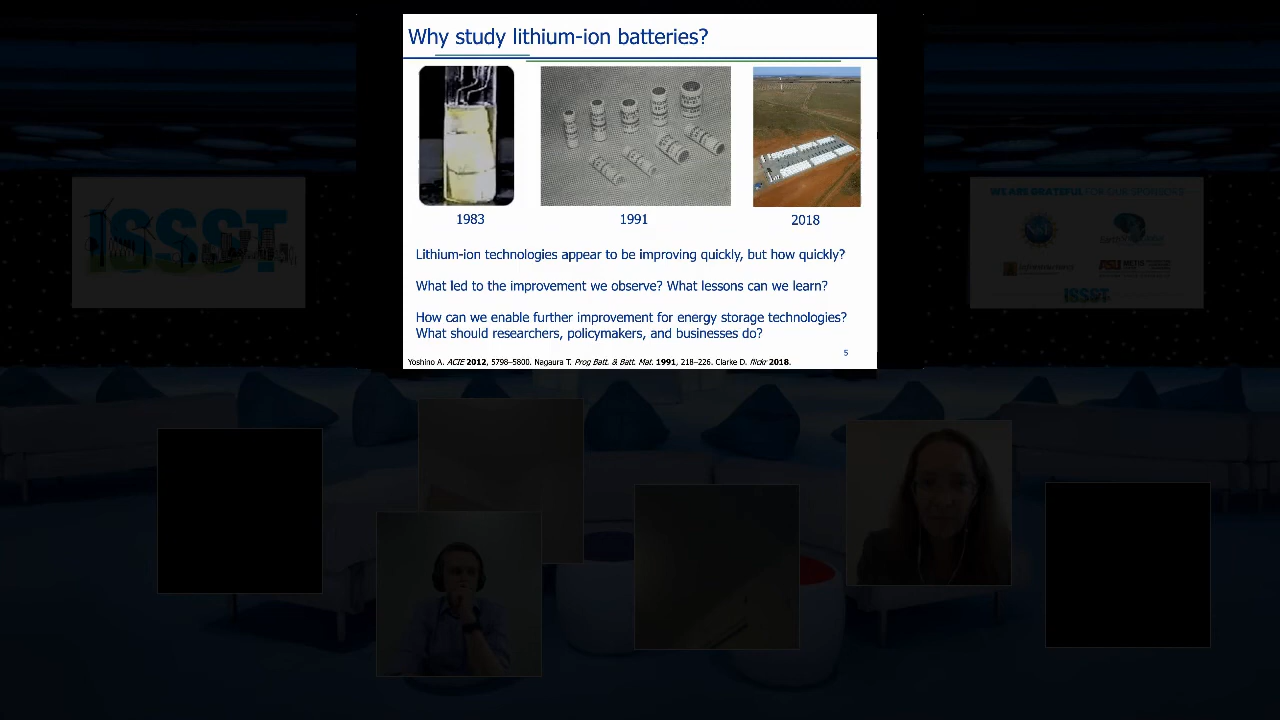 Why study lithium-ion batteries?
1983
1991
2018
Lithium-ion technologies appear to be improving quickly, but how quickly?
What led to the improvement we observe? What lessons can we learn?
How can we enable further improvement for energy storage technologies?
What should researchers, policymakers, and businesses do?
5
Yoshino A. ACIE 2012, 5798–5800. Nagaura T. Prog Batt. & Batt. Mat. 1991, 218–226. Clarke D. flickr 2018.
ISSST
WE ARE GRATEFUL FOR OUR SPONSORS
ASU
ISSST